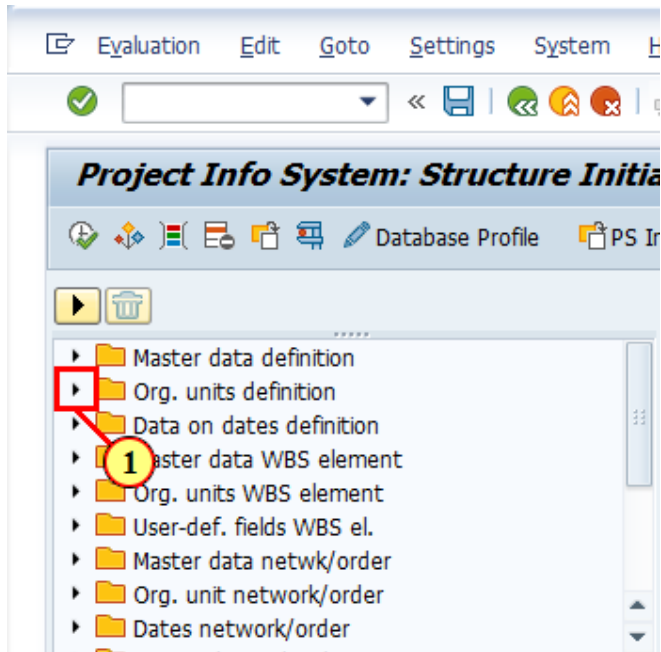 Evaluation Edit Goto Settings System H
Project Info System: Structure Initia
Database Profile PS In
Master data definition
Org. units definition
Data on dates definition
1 aster data WBS element
Org. units WBS element
User-def. fields WBS el.
Master data netwk/order
Org. unit network/order
Dates network/order